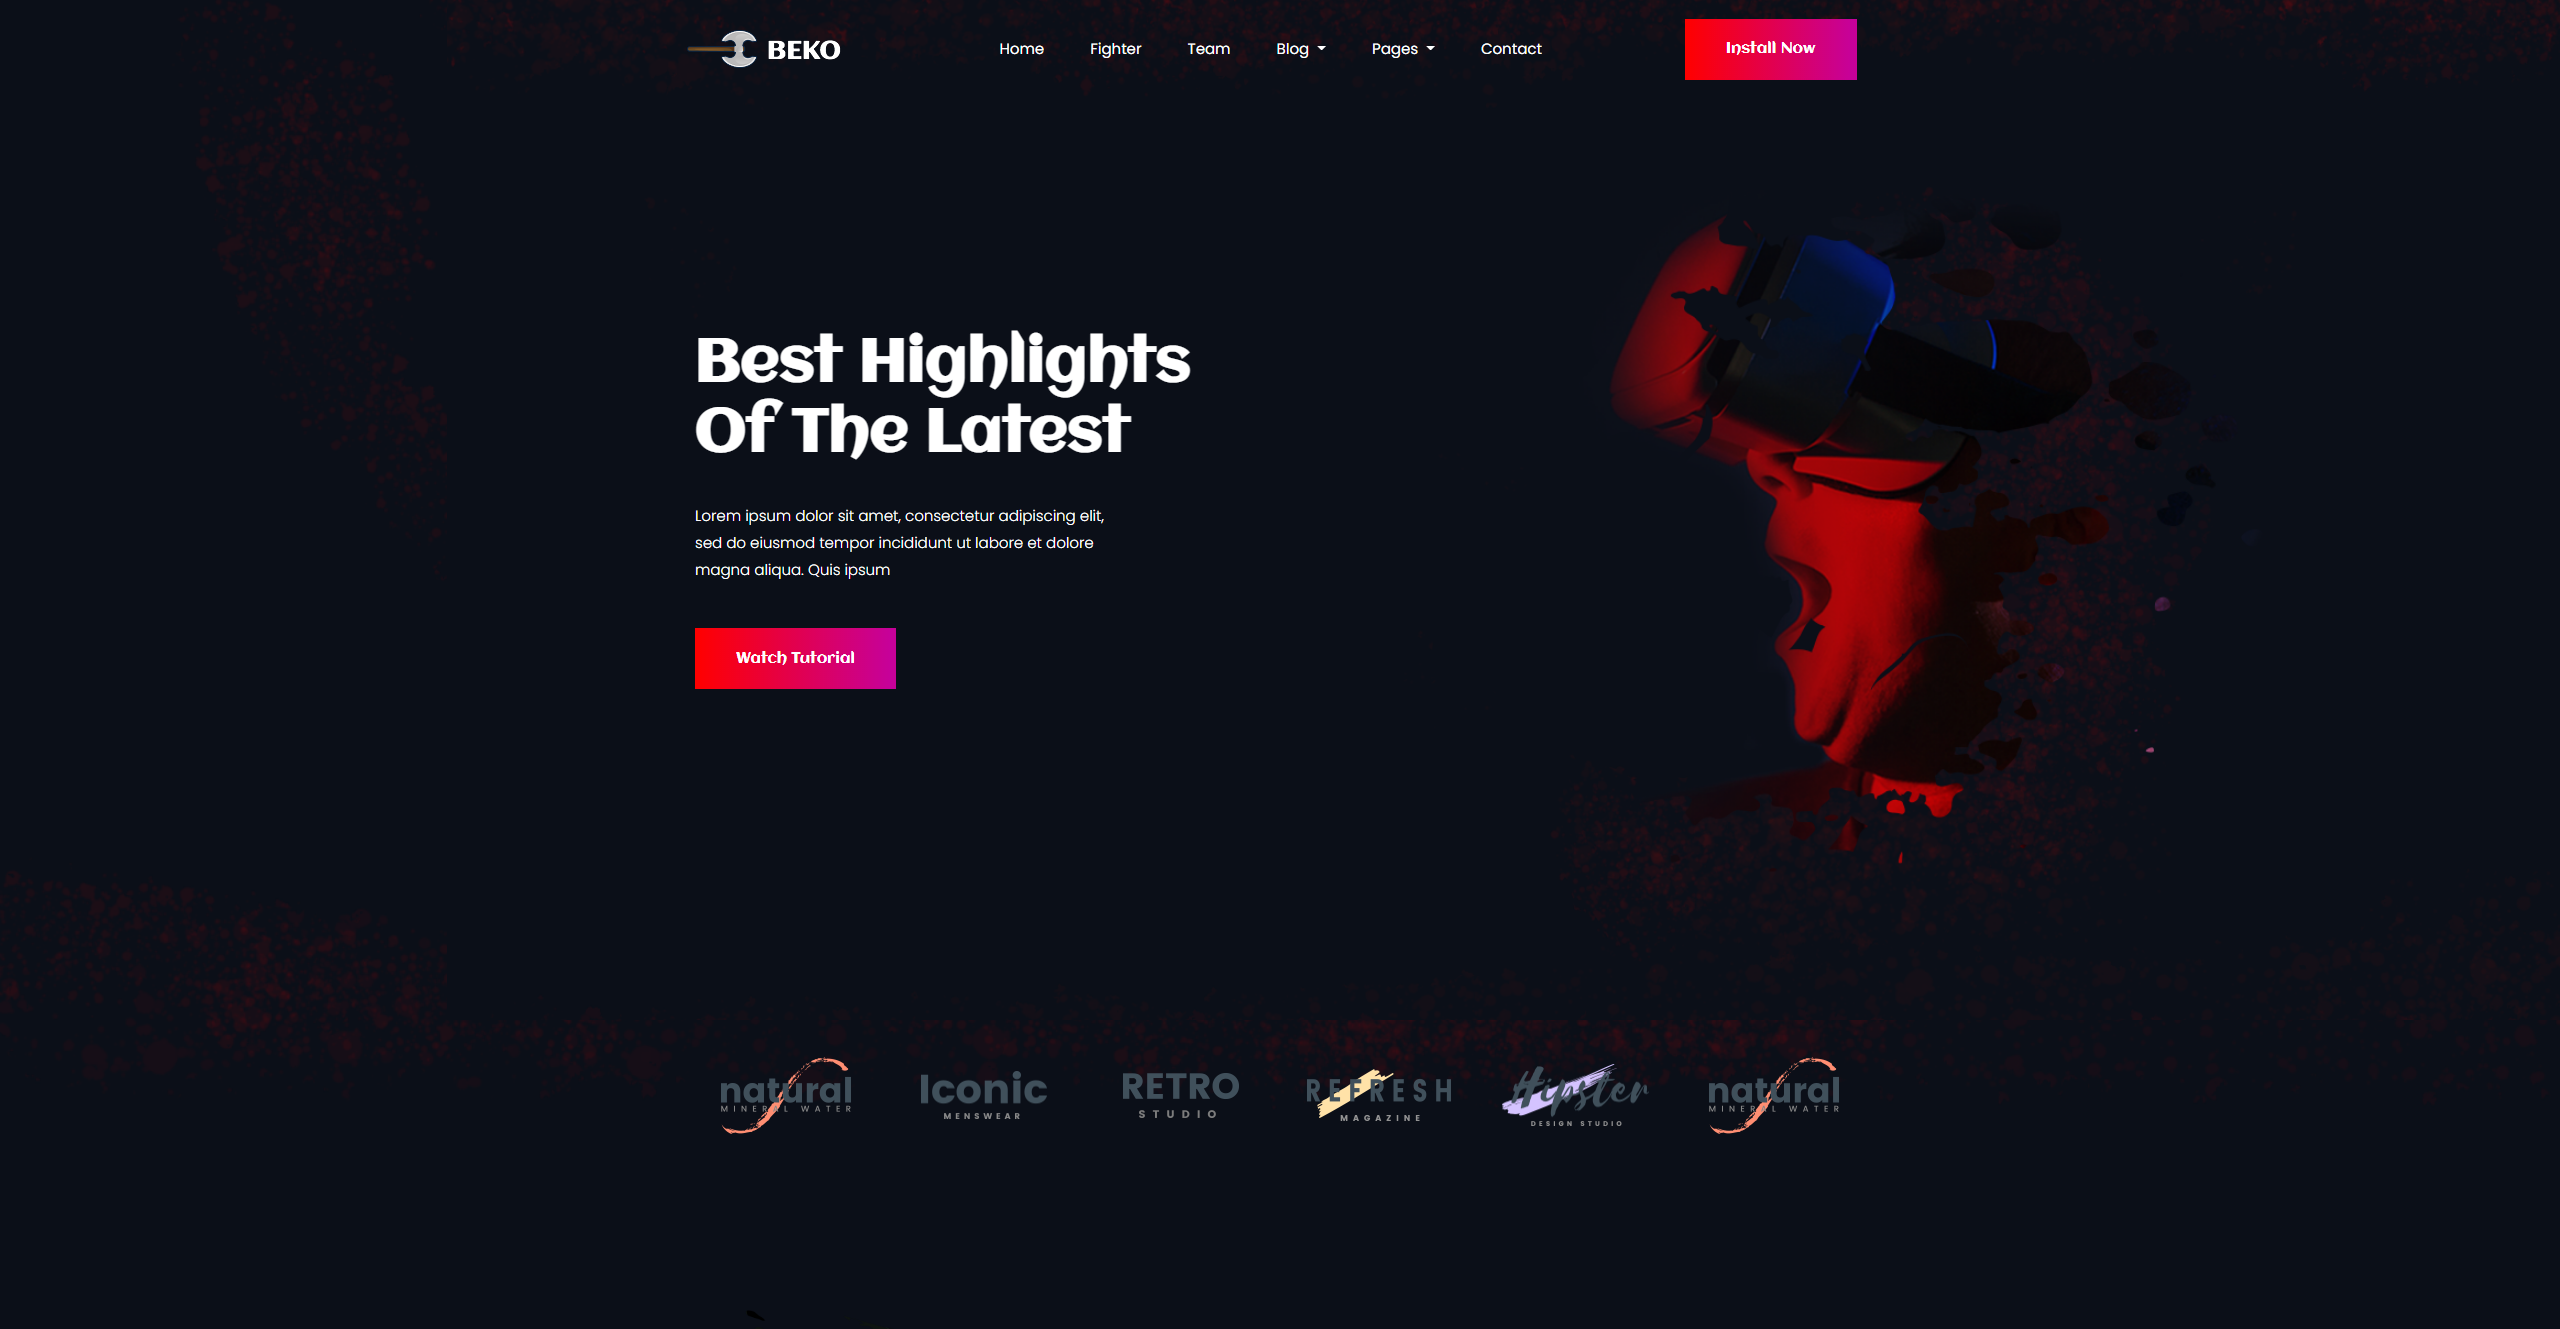 BEKO
Home
Fighter
Team
Blog
Pages
Contact
Install Now
Best Highlights
Of The Latest
Lorem ipsum dolor sit amet, consectetur adipiscing elit,
sed do eiusmod tempor incididunt ut labore et dolore
magna aliqua. Quis ipsum
Watch Tutorial
natural
MINERAL WATER
Iconic
MENSWEAR
RETRO
STUDIO
REFRESH
MAGAZINE
Hipster
DESIGN STUDIO
natural
MINERAL WATER